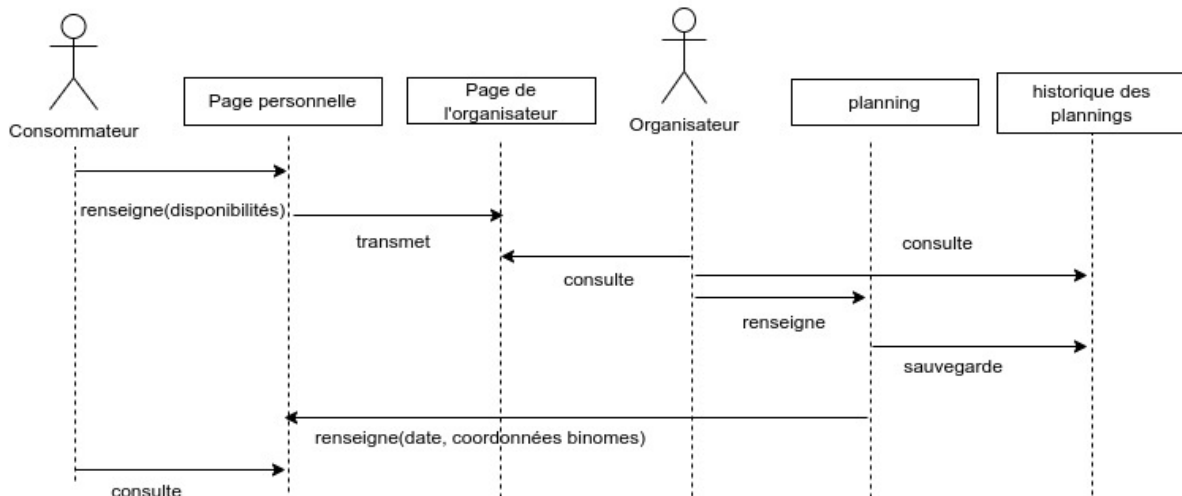 Consommateur
Page personnelle
Page de
l'organisateur
Organisateur
planning
historique des
plannings
renseigne(disponibilités)
transmet
consulte
consulte
renseigne
sauvegarde
renseigne(date, coordonnées binomes)
consulte